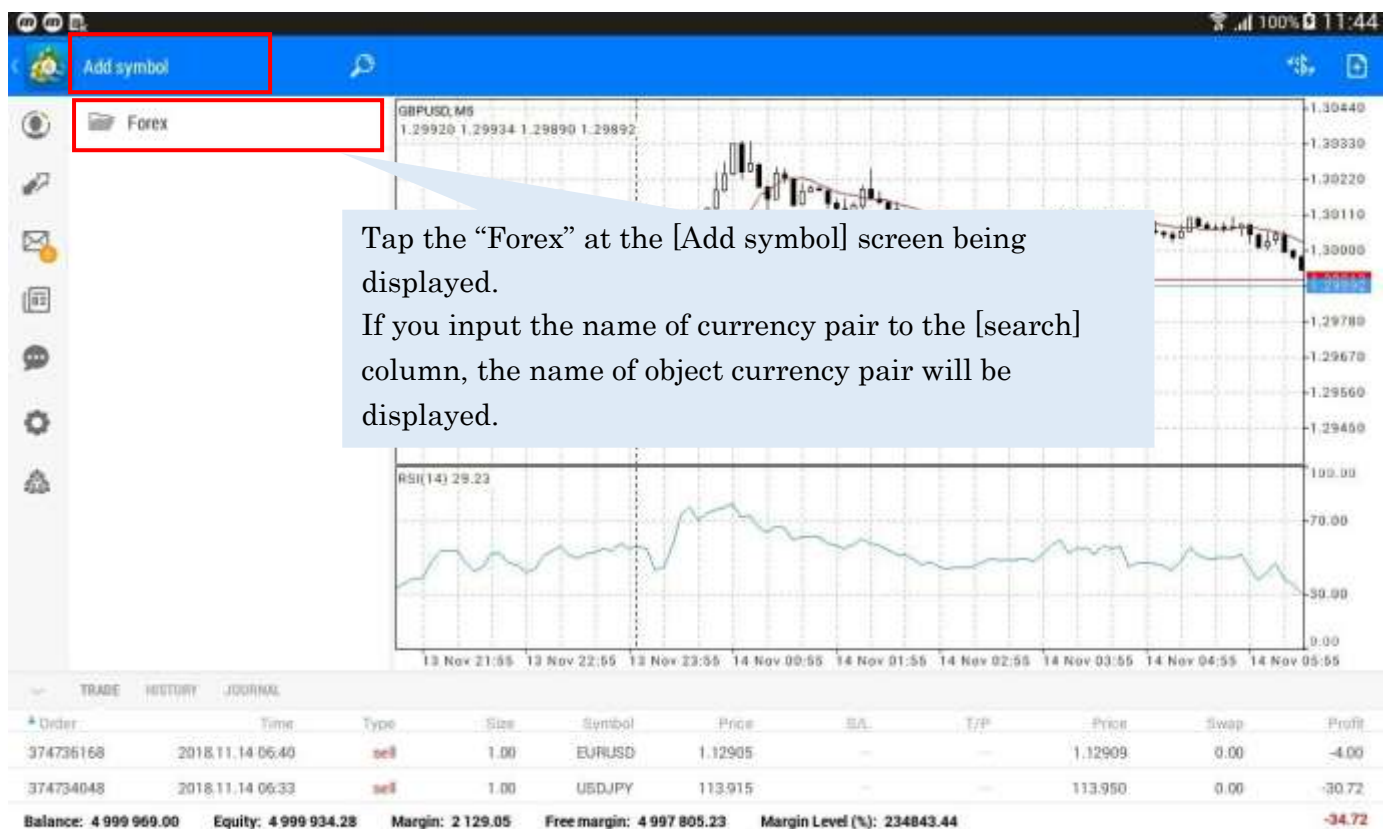 100% 11:44
Add symbol
Forex
GBPUSD, M5
1.29920 1.29934 1.29890 1.29892
1.30440
1.30330
1.30220
1.30110
1.30000
1.29892
1.29780
1.29670
1.29560
1.29450
Tap the “Forex” at the [Add symbol] screen being
displayed.
If you input the name of currency pair to the [search]
column, the name of object currency pair will be
displayed.
RSI(14) 29.23
100.00
70.00
30.00
0.00
13 Nov 21:55 13 Nov 22:55 13 Nov 23:55 14 Nov 00:55 14 Nov 01:55 14 Nov 02:55 14 Nov 03:55 14 Nov 04:55 14 Nov 05:55
TRADE HISTORY JOURNAL
Order Time Type Size Symbol Price S/L T/P Price Swap Profit
374736168 2018.11.14 06:40 sell 1.00 EURUSD 1.12905 – – 1.12909 0.00 -4.00
374734048 2018.11.14 06:33 sell 1.00 USDJPY 113.915 – – 113.950 0.00 -30.72
Balance: 4 999 969.00 Equity: 4 999 934.28 Margin: 2 129.05 Free margin: 4 997 805.23 Margin Level (%): 234843.44 -34.72